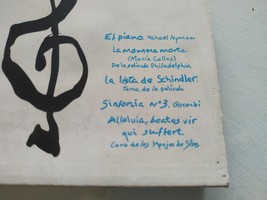 El piano. Michael Nyman
La mamma morta
(María Callas)
De la película Philadelphia
La lista de Schindler.
Tema de la película
Sinfonía Nº3. Gorecki
Alleluia, beatus vir
qui suffert
Coro de los Monjes de Silos